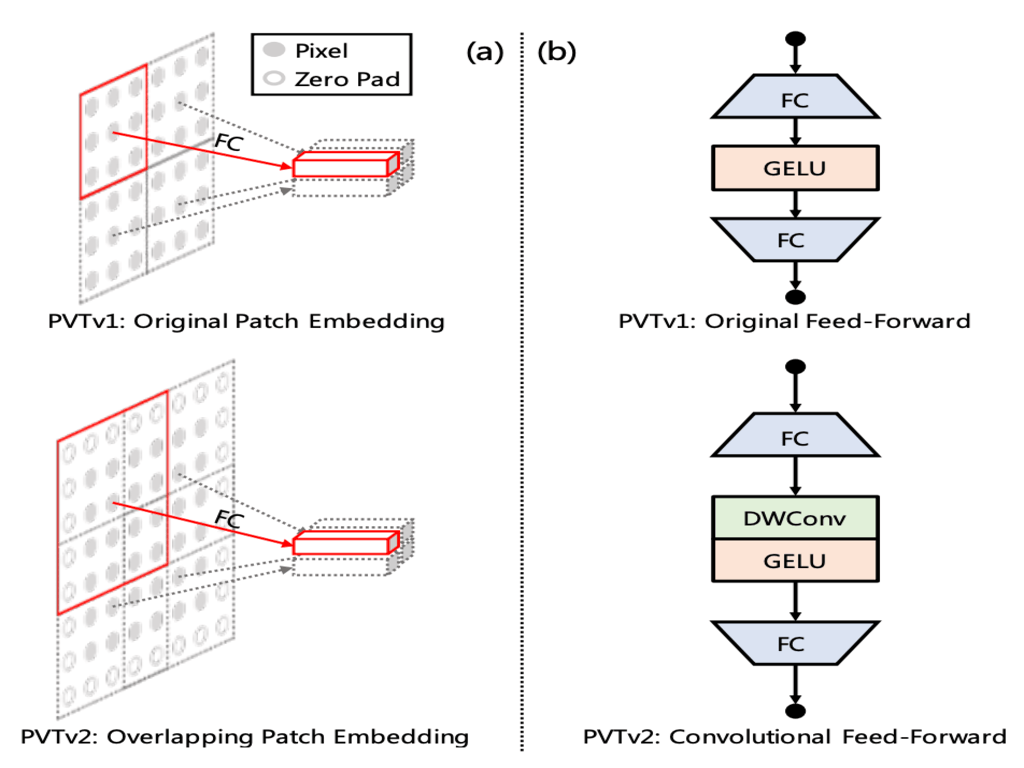 Pixel
Zero Pad
(a)
FC
PVTv1: Original Patch Embedding
FC
PVTv2: Overlapping Patch Embedding
(b)
FC
GELU
FC
PVTv1: Original Feed-Forward
FC
DWConv
GELU
FC
PVTv2: Convolutional Feed-Forward